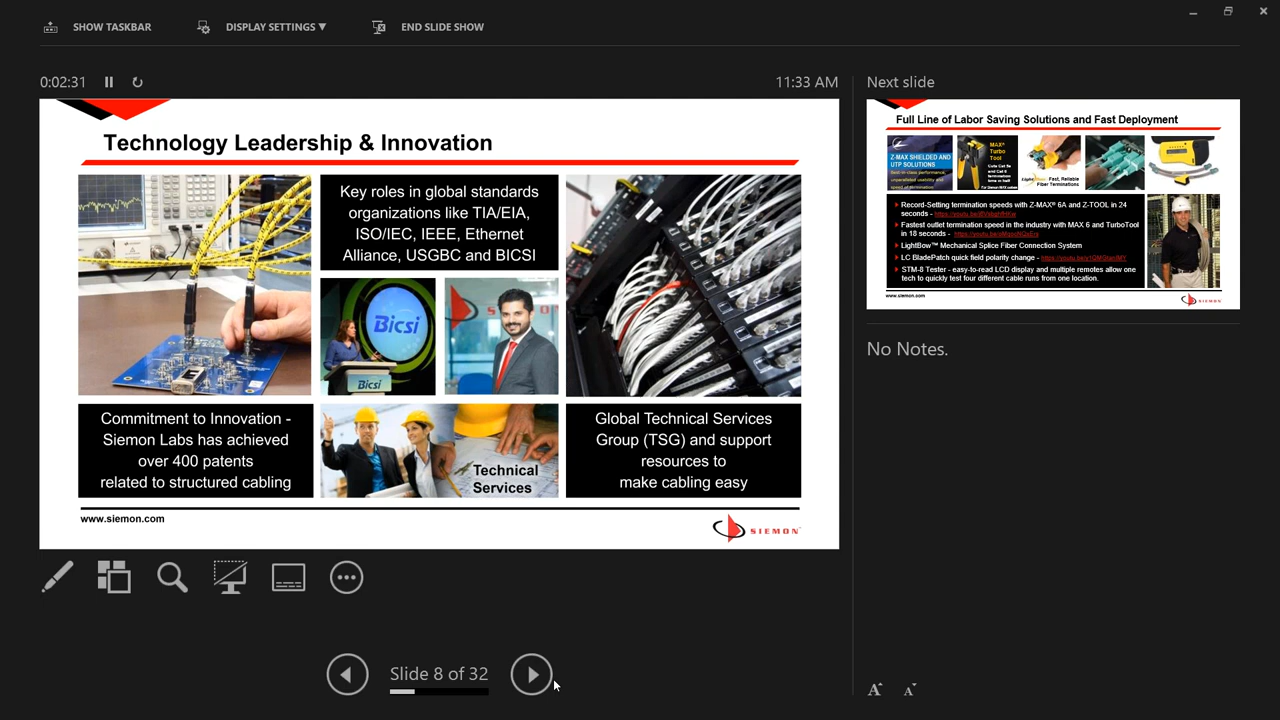 SHOW TASKBAR
DISPLAY SETTINGS ▼
END SLIDE SHOW
0:02:31
11:33 AM
Next slide
Technology Leadership & Innovation
Key roles in global standards
organizations like TIA/EIA,
ISO/IEC, IEEE, Ethernet
Alliance, USGBC and BICSI
Bicsi
Bicsi
Commitment to Innovation -
Siemon Labs has achieved
over 400 patents
related to structured cabling
Technical
Services
Global Technical Services
Group (TSG) and support
resources to
make cabling easy
www.siemon.com
SIEMON
Full Line of Labor Saving Solutions and Fast Deployment
Z-MAX SHIELDED AND
UTP SOLUTIONS
MAX®
Turbo
Tool
Fast, Reliable
Fiber Terminations
Record-Setting termination speeds with Z-MAX® 6A and Z-TOOL in 24
seconds -
Fastest outlet termination speed in the industry with MAX 6 and TurboTool
in 18 seconds -
LightBow™ Mechanical Splice Fiber Connection System
LC BladePatch quick field polarity change -
STM-8 Tester - easy-to-read LCD display and multiple remotes allow one
tech to quickly test four different cable runs from one location.
www.siemon.com
SIEMON
No Notes.
Slide 8 of 32
A
A